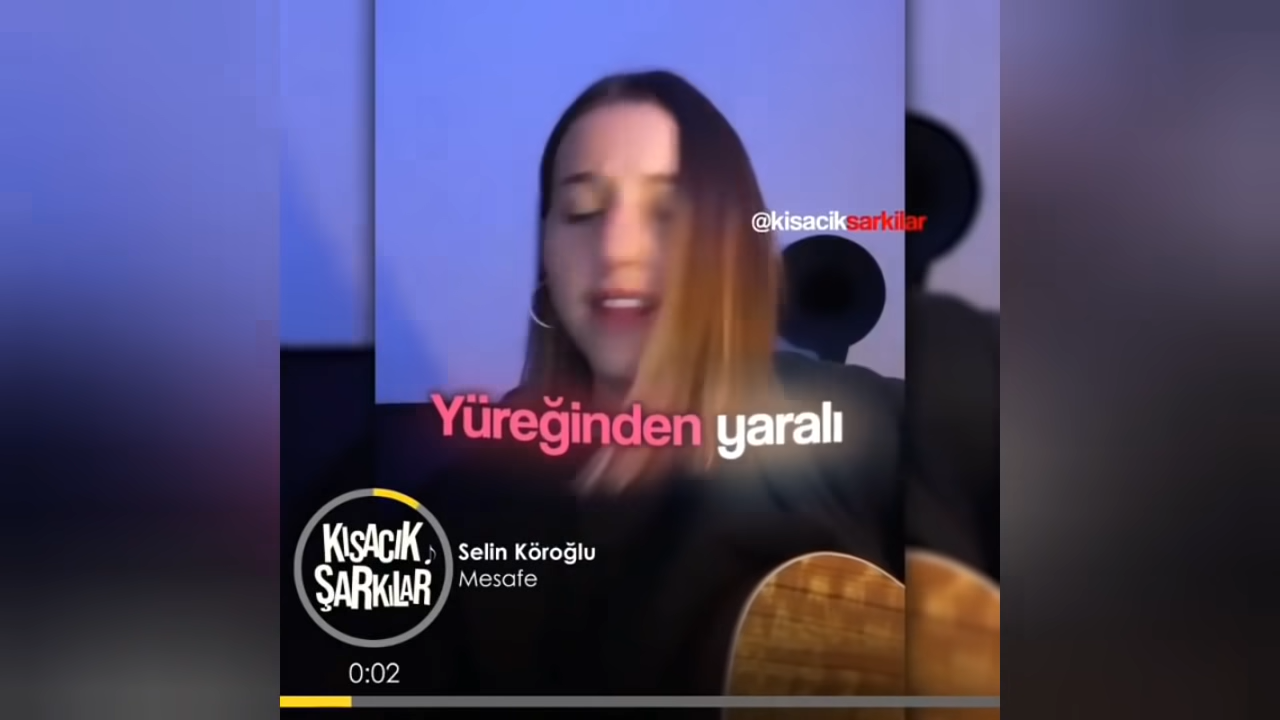 @kisaciksarkilar
Yüreğinden yaralı
KISACIK
ŞARKILAR
Selin Köroğlu
Mesafe
0:02